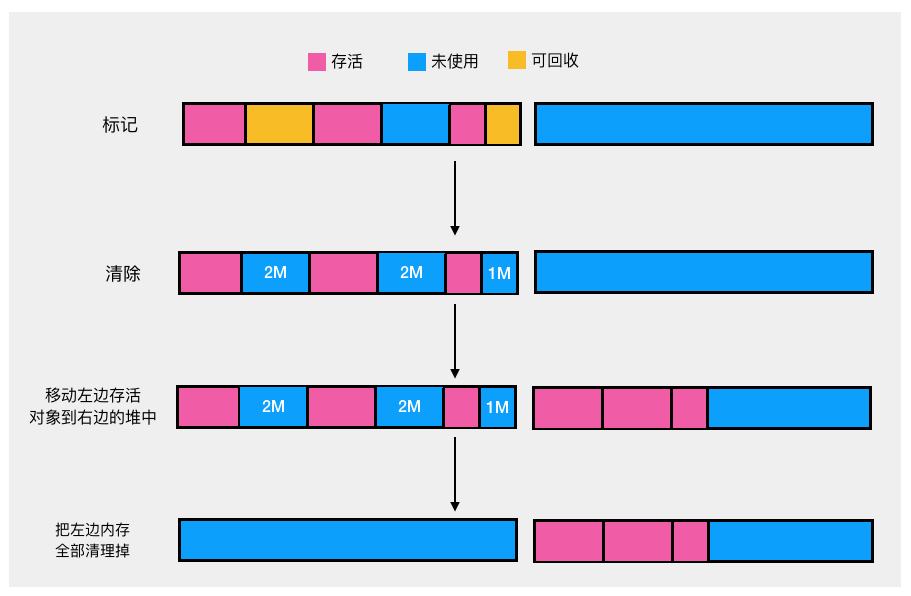 存活 未使用 可回收
标记
清除
2M 2M 1M
移动左边存活
对象到右边的堆中
2M 2M 1M
把左边内存
全部清理掉